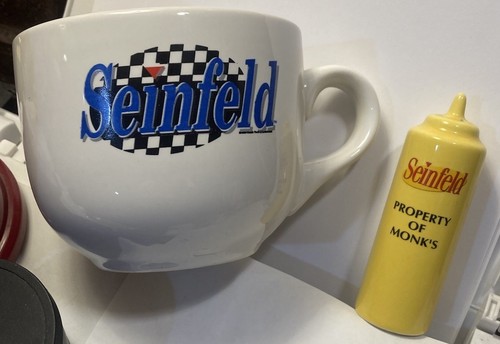 Seinfeld
Seinfeld
PROPERTY
OF
MONK'S